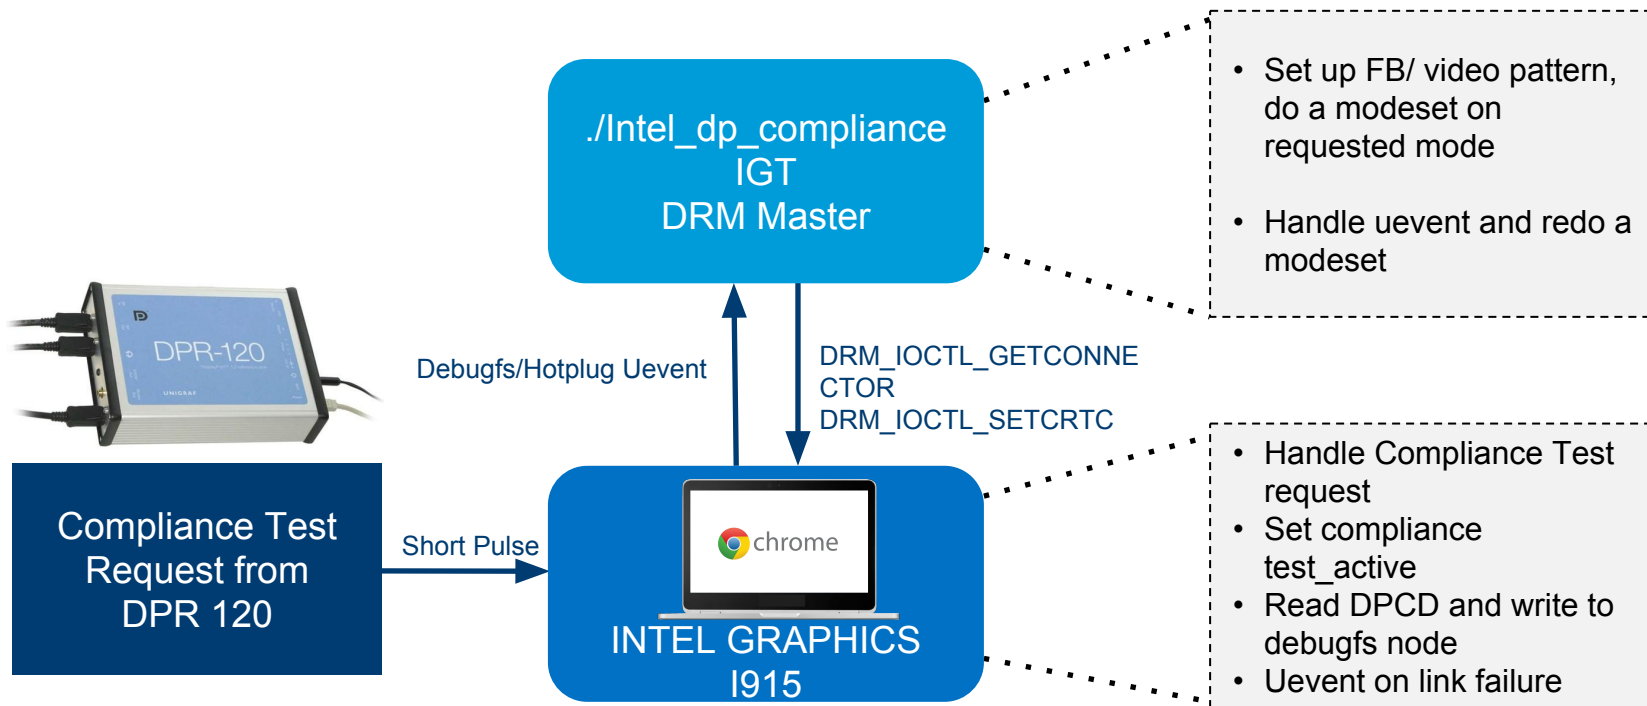 ./Intel_dp_compliance
IGT
DRM Master
• Set up FB/ video pattern,
do a modeset on
requested mode
• Handle uevent and redo a
modeset
DPR-120
UNIGRAF
Debugfs/Hotplug Uevent
DRM_IOCTL_GETCONNE
CTOR
DRM_IOCTL_SETCRTC
Compliance Test
Request from
DPR 120
Short Pulse
chrome
INTEL GRAPHICS
I915
• Handle Compliance Test
request
• Set compliance
test_active
• Read DPCD and write to
debugfs node
• Uevent on link failure